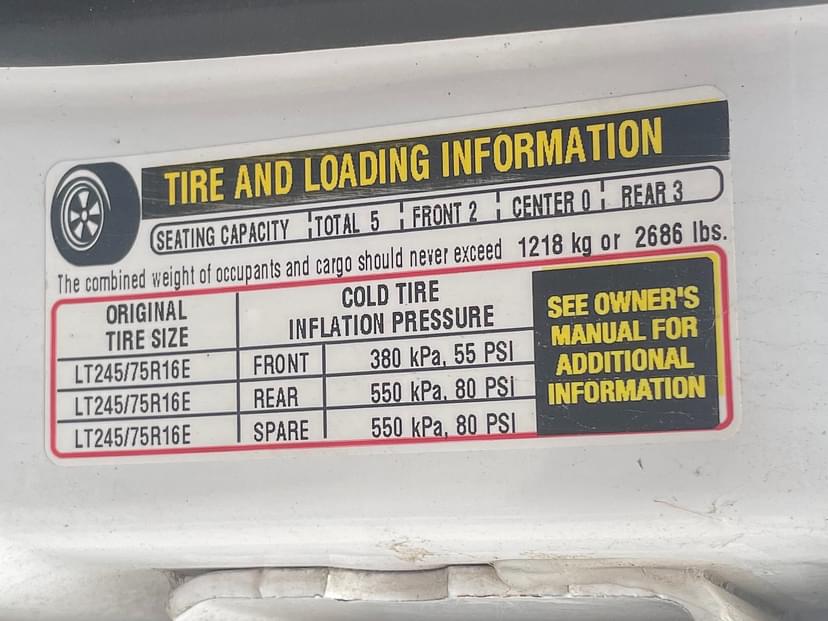 TIRE AND LOADING INFORMATION
SEATING CAPACITY TOTAL 5 FRONT 2 CENTER 0 REAR 3
The combined weight of occupants and cargo should never exceed 1218 kg or 2686 lbs.
ORIGINAL TIRE SIZE
COLD TIRE INFLATION PRESSURE
LT245/75R16E FRONT 380 kPa, 55 PSI
LT245/75R16E REAR 550 kPa, 80 PSI
LT245/75R16E SPARE 550 kPa, 80 PSI
SEE OWNER'S
MANUAL FOR
ADDITIONAL
INFORMATION